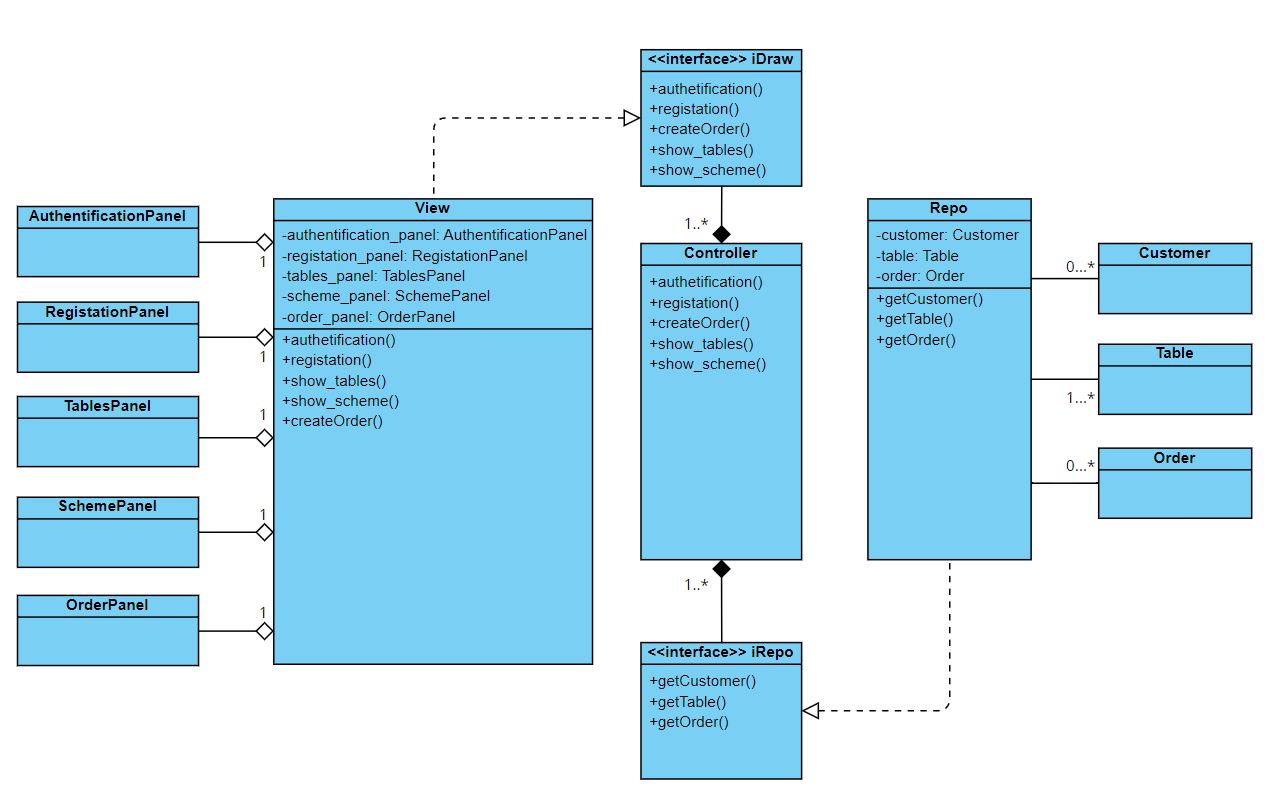 <<interface>> iDraw
+authetification()
+registation()
+createOrder()
+show_tables()
+show_scheme()
1..*
AuthentificationPanel
1
RegistationPanel
1
TablesPanel
1
SchemePanel
1
OrderPanel
1
View
-authentification_panel: AuthentificationPanel
-registation_panel: RegistationPanel
-tables_panel: TablesPanel
-scheme_panel: SchemePanel
-order_panel: OrderPanel
+authetification()
+registation()
+show_tables()
+show_scheme()
+createOrder()
Controller
+authetification()
+registation()
+createOrder()
+show_tables()
+show_scheme()
1..*
<<interface>> iRepo
+getCustomer()
+getTable()
+getOrder()
Repo
-customer: Customer
-table: Table
-order: Order
+getCustomer()
+getTable()
+getOrder()
0...*
Customer
1...*
Table
0...*
Order